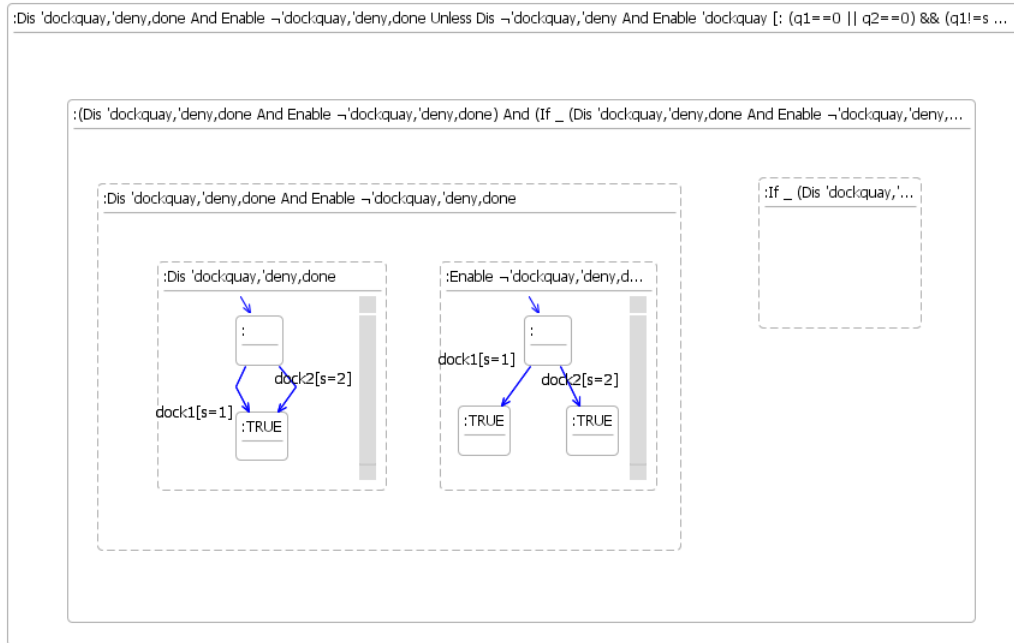 :Dis 'dockquay,'deny,done And Enable ¬'dockquay,'deny,done Unless Dis ¬'dockquay,'deny And Enable 'dockquay [: (q1==0 || q2==0) && (q1!=s ...
:(Dis 'dockquay,'deny,done And Enable ¬'dockquay,'deny,done) And (If _ (Dis 'dockquay,'deny,done And Enable ¬'dockquay,'deny,...
:Dis 'dockquay,'deny,done And Enable ¬'dockquay,'deny,done
:If _ (Dis 'dockquay,'...
:Dis 'dockquay,'deny,done
:Enable ¬'dockquay,'deny,d...
:
:
dock1[s=1]
dock2[s=2]
dock2[s=2]
dock1[s=1]
:TRUE
:TRUE
:TRUE